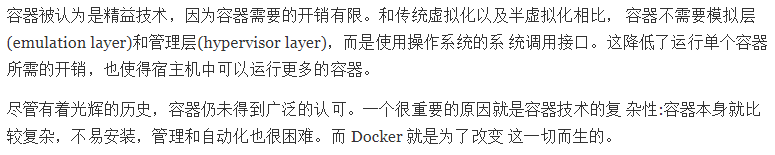 容器被认为是精益技术，因为容器需要的开销有限。和传统虚拟化以及半虚拟化相比， 容器不需要模拟层
(emulation layer)和管理层(hypervisor layer)，而是使用操作系统的系 统调用接口。这降低了运行单个容器
所需的开销，也使得宿主机中可以运行更多的容器。
尽管有着光辉的历史，容器仍未得到广泛的认可。一个很重要的原因就是容器技术的复 杂性:容器本身就比
较复杂，不易安装，管理和自动化也很困难。而 Docker 就是为了改变 这一切而生的。